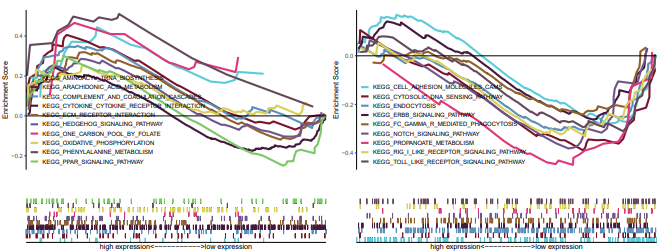 Enrichment Score
0.4
0.2
0.0
−0.2
KEGG_AMINOACYL_TRNA_BIOSYNTHESIS
KEGG_ARACHIDONIC_ACID_METABOLISM
KEGG_COMPLEMENT_AND_COAGULATION_CASCADES
KEGG_CYTOKINE_CYTOKINE_RECEPTOR_INTERACTION
KEGG_ECM_RECEPTOR_INTERACTION
KEGG_HEDGEHOG_SIGNALING_PATHWAY
KEGG_ONE_CARBON_POOL_BY_FOLATE
KEGG_OXIDATIVE_PHOSPHORYLATION
KEGG_PHENYLALANINE_METABOLISM
KEGG_PPAR_SIGNALING_PATHWAY
high expression<-------------->low expression
Enrichment Score
0.0
−0.2
−0.4
KEGG_CELL_ADHESION_MOLECULES_CAMS
KEGG_CYTOSOLIC_DNA_SENSING_PATHWAY
KEGG_ENDOCYTOSIS
KEGG_ERBB_SIGNALING_PATHWAY
KEGG_FC_GAMMA_R_MEDIATED_PHAGOCYTOSIS
KEGG_NOTCH_SIGNALING_PATHWAY
KEGG_PROPANOATE_METABOLISM
KEGG_RIG_I_LIKE_RECEPTOR_SIGNALING_PATHWAY
KEGG_TOLL_LIKE_RECEPTOR_SIGNALING_PATHWAY
high expression<-------------->low expression